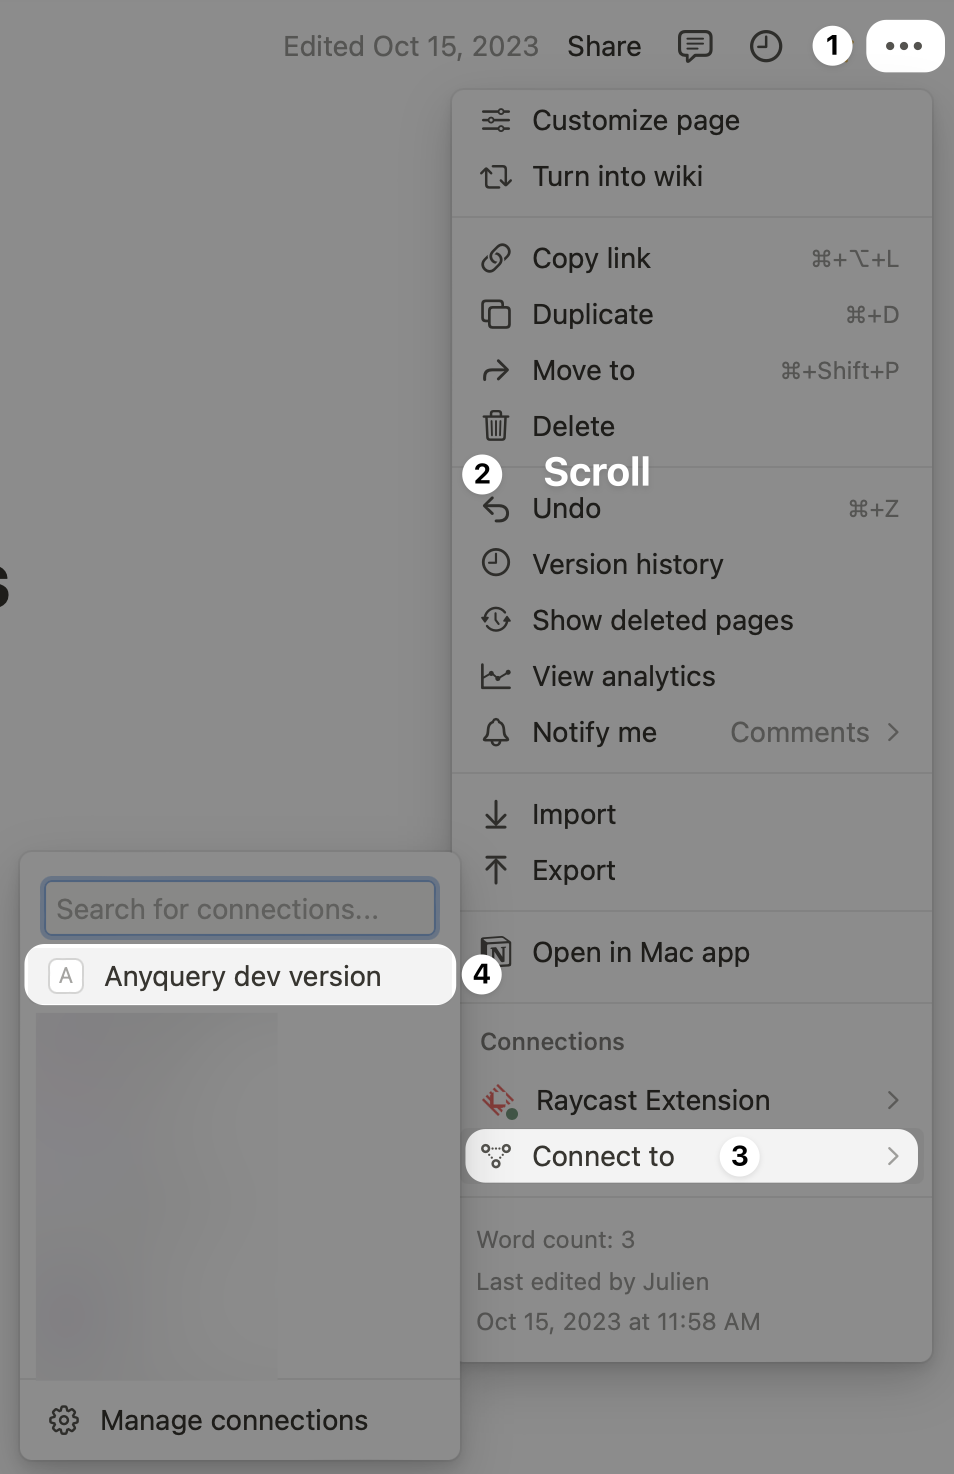 Edited Oct 15, 2023 Share 1
Customize page
Turn into wiki
Copy link ⌘+⌥+L
Duplicate ⌘+D
Move to ⌘+Shift+P
Delete
2 Scroll
Undo ⌘+Z
Version history
Show deleted pages
View analytics
Notify me Comments
Import
Export
Open in Mac app
Connections
Raycast Extension
Connect to 3
Word count: 3
Last edited by Julien
Oct 15, 2023 at 11:58 AM
s
Search for connections...
A Anyquery dev version 4
Manage connections